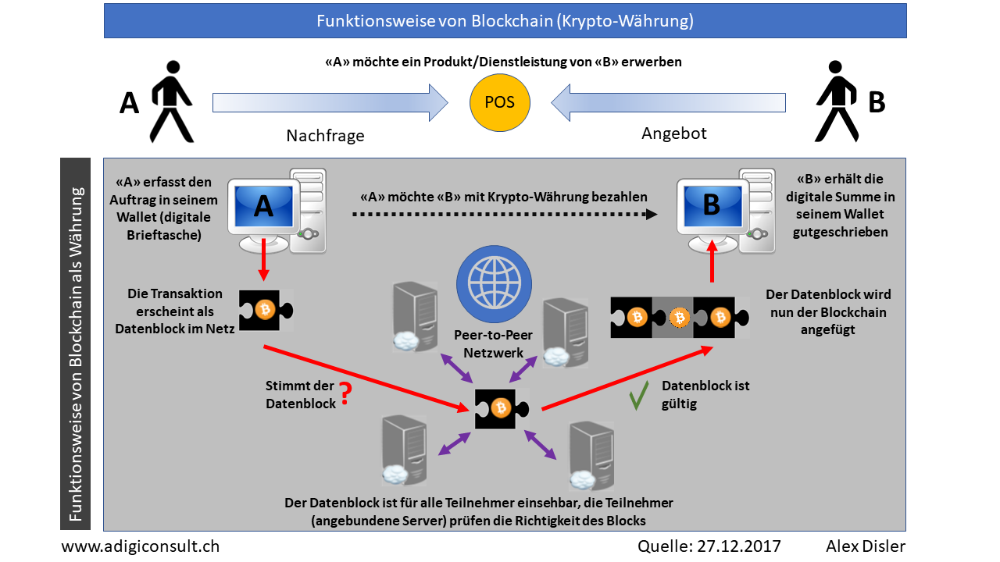 Funktionsweise von Blockchain (Krypto-Währung)
«A» möchte ein Produkt/Dienstleistung von «B» erwerben
A
POS
B
Nachfrage
Angebot
Funktionsweise von Blockchain als Währung
«A» erfasst den
Auftrag in seinem
Wallet (digitale
Brieftasche)
A
«A» möchte «B» mit Krypto-Währung bezahlen
B
«B» erhält die
digitale Summe in
seinem Wallet
gutgeschrieben
Die Transaktion
erscheint als
Datenblock im Netz
Peer-to-Peer
Netzwerk
Der Datenblock wird
nun der Blockchain
angefügt
Stimmt der
Datenblock
?
Datenblock ist
gültig
Der Datenblock ist für alle Teilnehmer einsehbar, die Teilnehmer
(angebundene Server) prüfen die Richtigkeit des Blocks
www.adigiconsult.ch
Quelle: 27.12.2017
Alex Disler